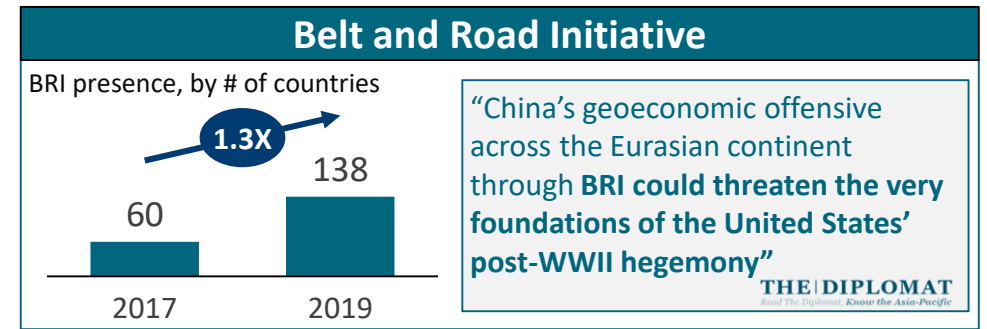 Belt and Road Initiative
BRI presence, by # of countries
1.3X
138
60
2017
2019
“China’s geoeconomic offensive
across the Eurasian continent
through BRI could threaten the very
foundations of the United States’
post-WWII hegemony”
THE|DIPLOMAT
Read The Diplomat, Know the Asia-Pacific